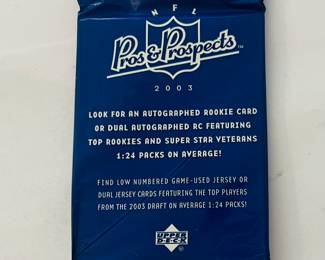 NFL
Pros & Prospects™
2003
LOOK FOR AN AUTOGRAPHED ROOKIE CARD
OR DUAL AUTOGRAPHED RC FEATURING
TOP ROOKIES AND SUPER STAR VETERANS
1:24 PACKS ON AVERAGE!
FIND LOW NUMBERED GAME-USED JERSEY OR
DUAL JERSEY CARDS FEATURING THE TOP PLAYERS
FROM THE 2003 DRAFT ON AVERAGE 1:24 PACKS!
UPPER
DECK